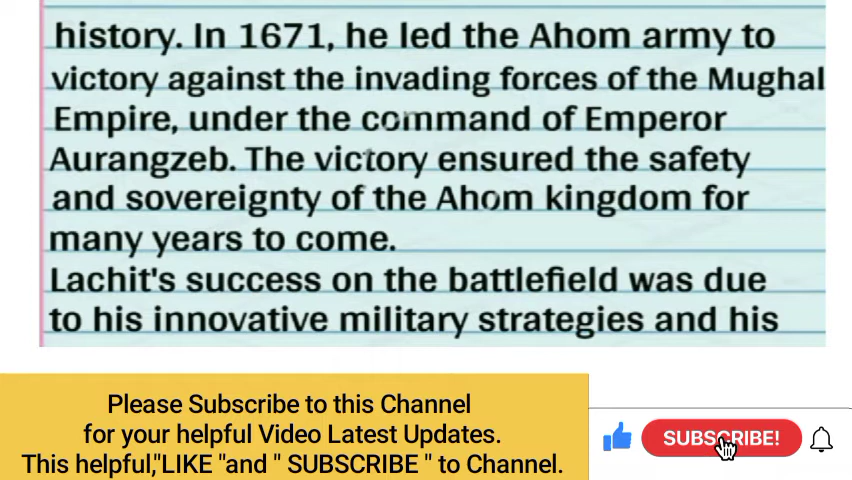 history. In 1671, he led the Ahom army to
victory against the invading forces of the Mughal
Empire, under the command of Emperor
Aurangzeb. The victory ensured the safety
and sovereignty of the Ahom kingdom for
many years to come.
Lachit's success on the battlefield was due
to his innovative military strategies and his
Please Subscribe to this Channel
for your helpful Video Latest Updates.
This helpful,"LIKE "and " SUBSCRIBE " to Channel.
SUBSCRIBE!